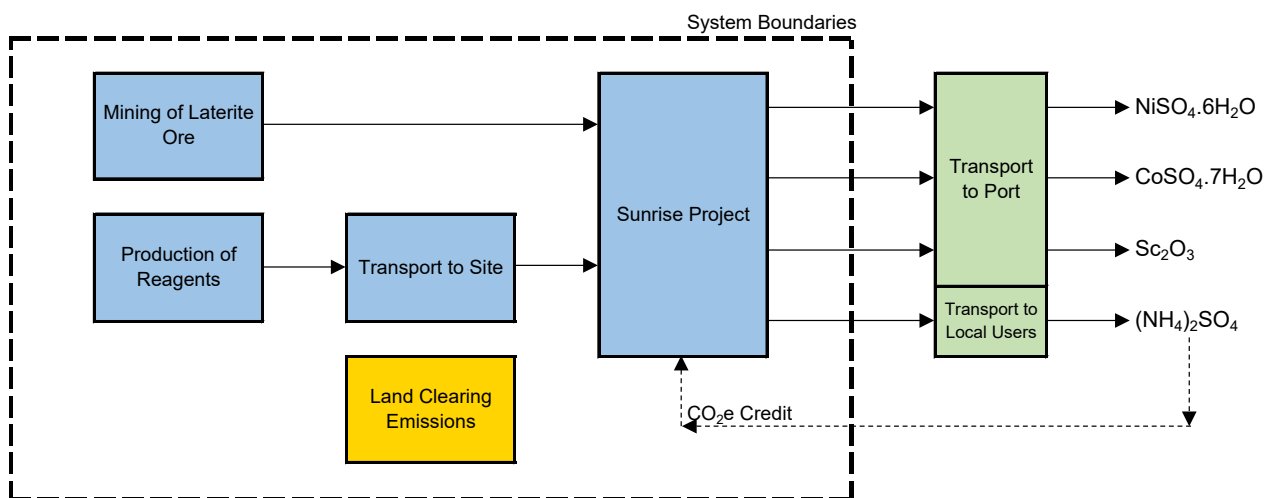 System Boundaries
Mining of Laterite
Ore
Production of
Reagents
Transport to Site
Land Clearing
Emissions
Sunrise Project
CO₂e Credit
Transport
to Port
Transport to
Local Users
NiSO₄.6H₂O
CoSO₄.7H₂O
Sc₂O₃
(NH₄)₂SO₄